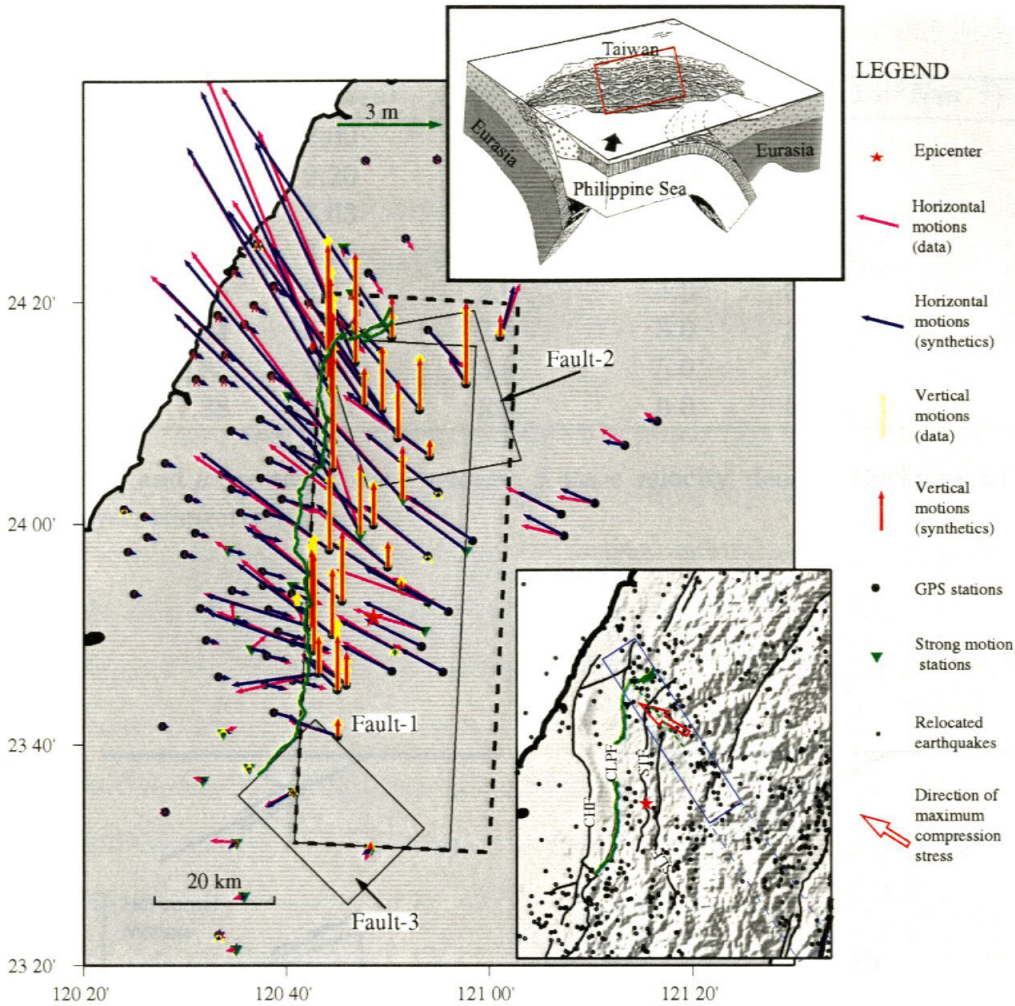 3 m
24 20'
24 00'
23 40'
23 20'
120 20'
120 40'
121 00'
121 20'
20 km
Fault-1
Fault-2
Fault-3
Taiwan
Eurasia
Philippine Sea
Eurasia
CHF
CLPF
STF
LEGEND
Epicenter
Horizontal
motions
(data)
Horizontal
motions
(synthetics)
Vertical
motions
(data)
Vertical
motions
(synthetics)
GPS stations
Strong motion
stations
Relocated
earthquakes
Direction of
maximum
compression
stress